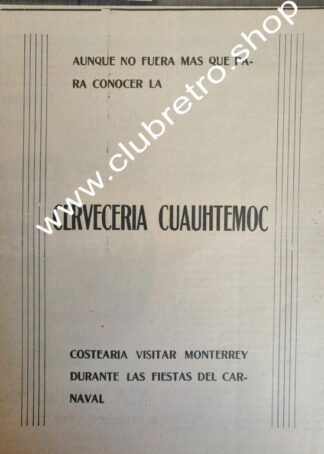 AUNQUE NO FUERA MAS QUE PA-
RA CONOCER LA
CERVECERIA CUAUHTEMOC
COSTEARIA VISITAR MONTERREY
DURANTE LAS FIESTAS DEL CAR-
NAVAL
www.clubretro.shop